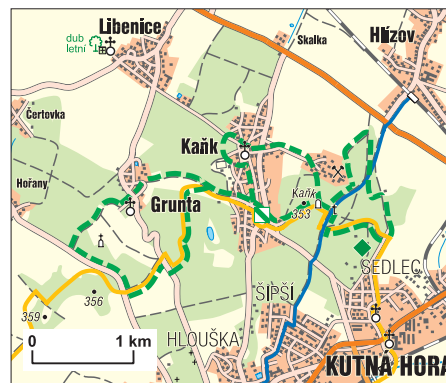 Libenice
Hlízov
dub
letní
Skalka
Čertovka
Kaňk
Hořany
Kaňk
353
Grunta
SEDLEC
ŠIPŠÍ
356
359
HLOUŠKA
0 1 km
KUTNÁ HORA